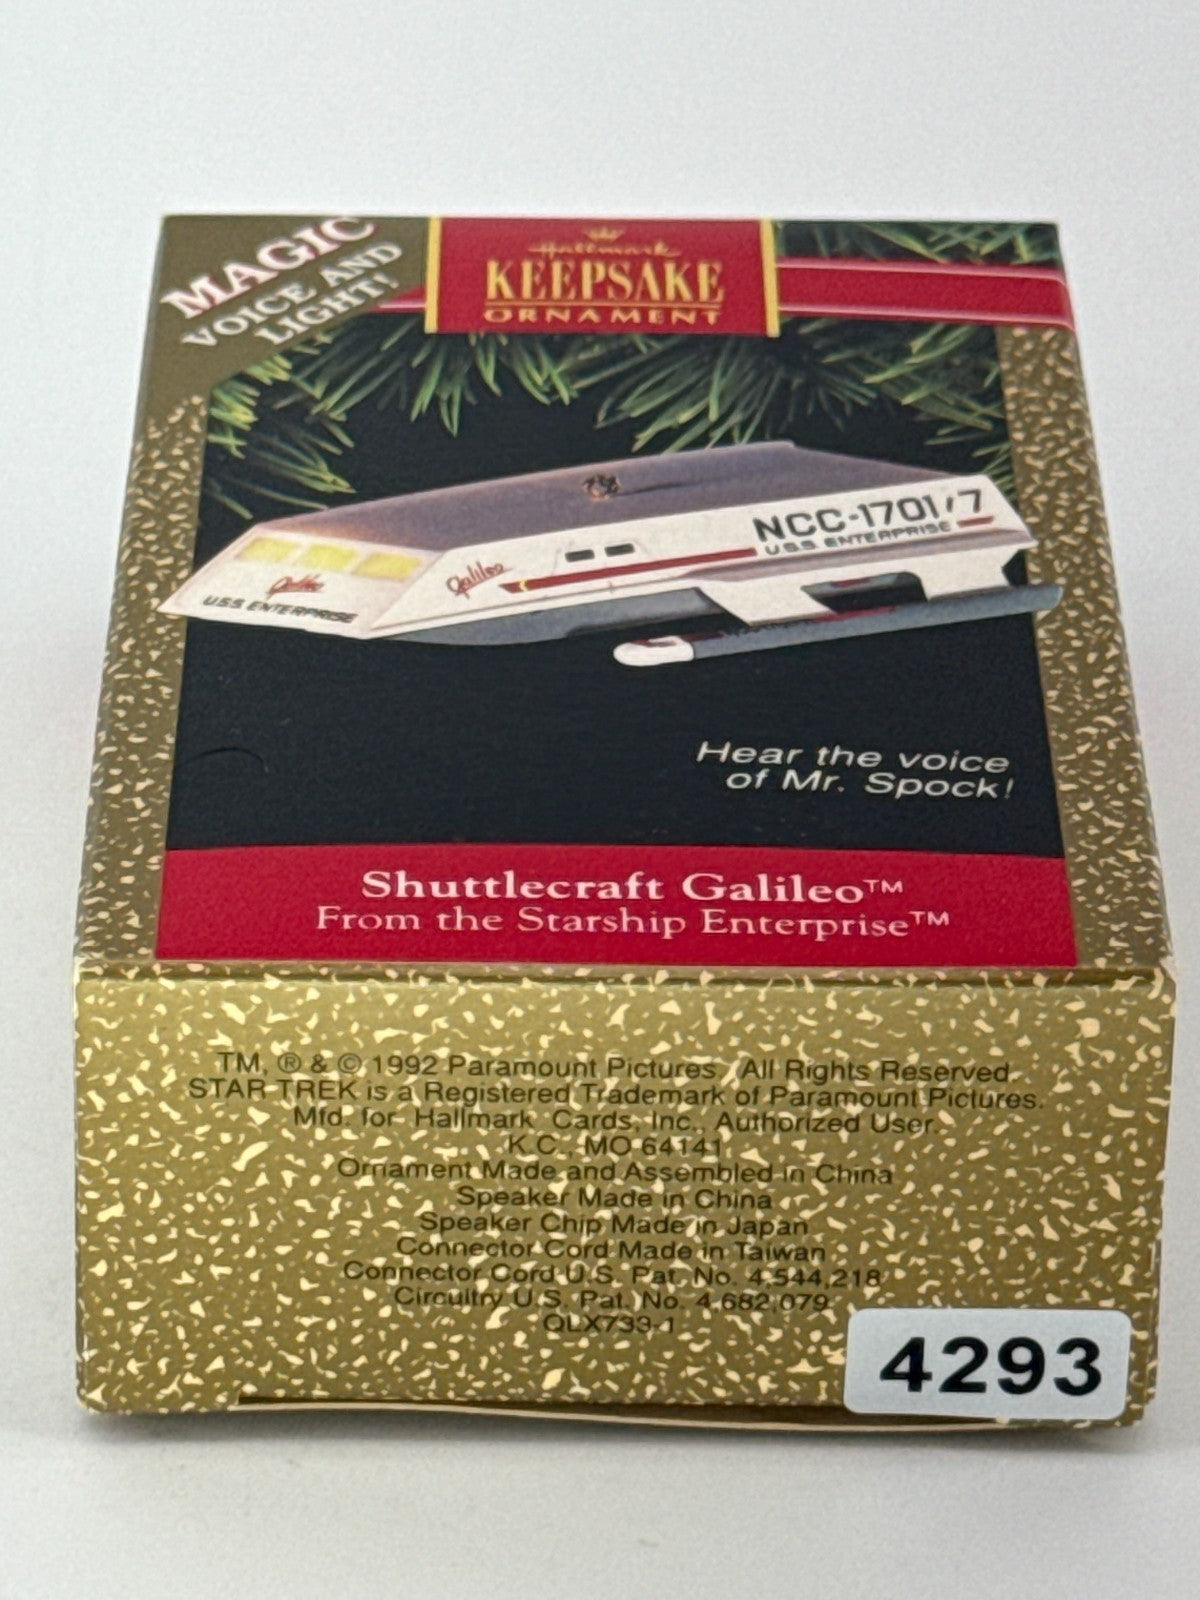 MAGIC
VOICE AND
LIGHT!
Hallmark
KEEPSAKE
ORNAMENT
NCC-1701/7
U.S.S. ENTERPRISE
Galileo
Galileo
U.S.S. ENTERPRISE
Hear the voice
of Mr. Spock!
Shuttlecraft Galileo™
From the Starship Enterprise™
TM, ® & © 1992 Paramount Pictures. All Rights Reserved.
STAR TREK is a Registered Trademark of Paramount Pictures.
Mfd. for Hallmark Cards, Inc., Authorized User.
K.C., MO 64141
Ornament Made and Assembled in China
Speaker Made in China
Speaker Chip Made in Japan
Connector Cord Made in Taiwan
Connector Cord U.S. Pat. No. 4,544,218
Circuitry U.S. Pat. No. 4,682,079
QLX733-1
4293